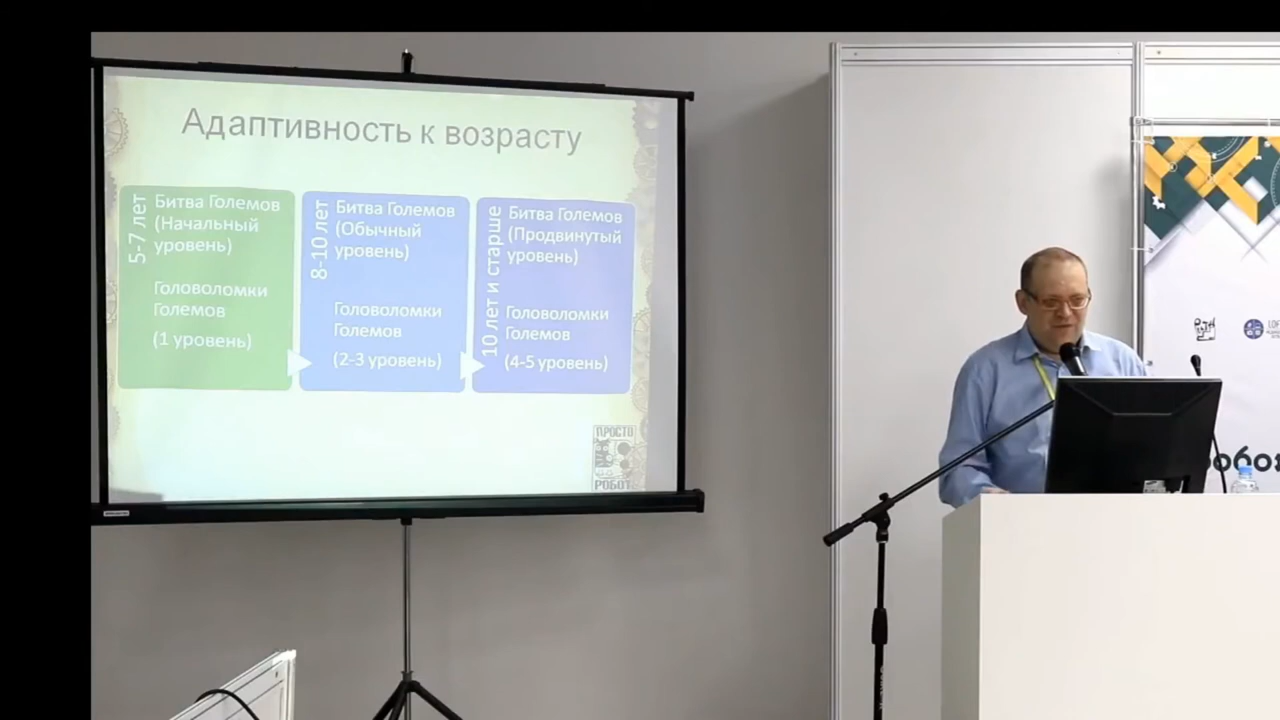 Адаптивность к возрасту
5-7 лет
Битва Големов
(Начальный
уровень)
Головоломки
Големов
(1 уровень)
8-10 лет
Битва Големов
(Обычный
уровень)
Головоломки
Големов
(2-3 уровень)
10 лет и старше
Битва Големов
(Продвинутый
уровень)
Головоломки
Големов
(4-5 уровень)
ПРОСТО
РОБОТ